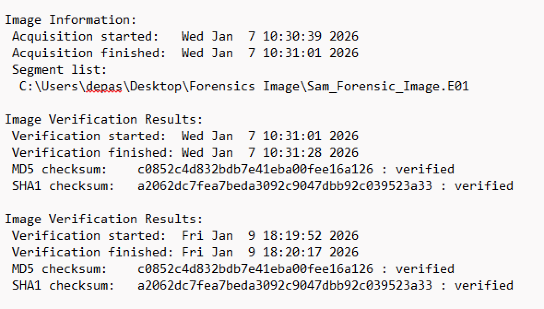 Image Information:
Acquisition started:   Wed Jan  7 10:30:39 2026
Acquisition finished:  Wed Jan  7 10:31:01 2026
Segment list:
C:\Users\depas\Desktop\Forensics Image\Sam_Forensic_Image.E01
Image Verification Results:
Verification started:  Wed Jan  7 10:31:01 2026
Verification finished: Wed Jan  7 10:31:28 2026
MD5 checksum:    c0852c4d832bdb7e41eba00fee16a126 : verified
SHA1 checksum:   a2062dc7fea7beda3092c9047dbb92c039523a33 : verified
Image Verification Results:
Verification started:  Fri Jan  9 18:19:52 2026
Verification finished: Fri Jan  9 18:20:17 2026
MD5 checksum:    c0852c4d832bdb7e41eba00fee16a126 : verified
SHA1 checksum:   a2062dc7fea7beda3092c9047dbb92c039523a33 : verified